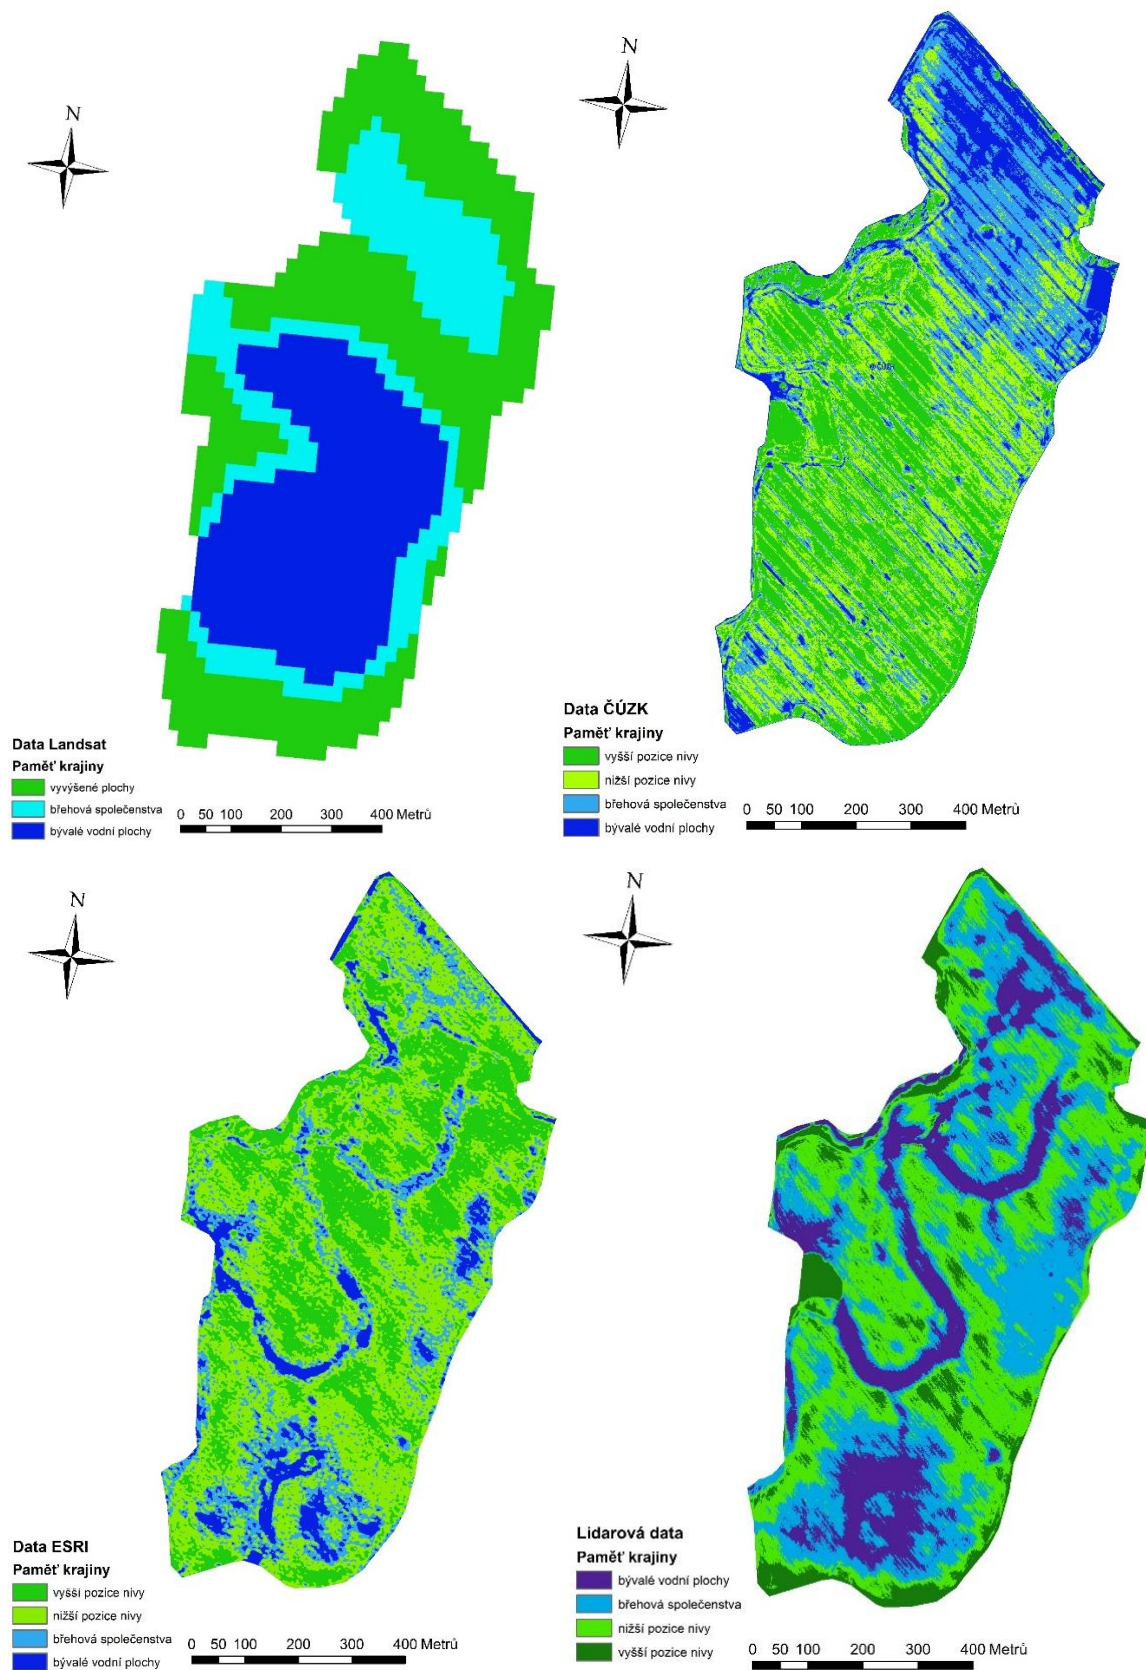 N
N
Data Landsat
Paměť krajiny
vyvýšené plochy
břehová společenstva
bývalé vodní plochy
0 50 100 200 300 400 Metrů
Data ČÚZK
Paměť krajiny
vyšší pozice nivy
nižší pozice nivy
břehová společenstva
bývalé vodní plochy
0 50 100 200 300 400 Metrů
N
N
Data ESRI
Paměť krajiny
vyšší pozice nivy
nižší pozice nivy
břehová společenstva
bývalé vodní plochy
0 50 100 200 300 400 Metrů
Lidarová data
Paměť krajiny
bývalé vodní plochy
břehová společenstva
nižší pozice nivy
vyšší pozice nivy
0 50 100 200 300 400 Metrů